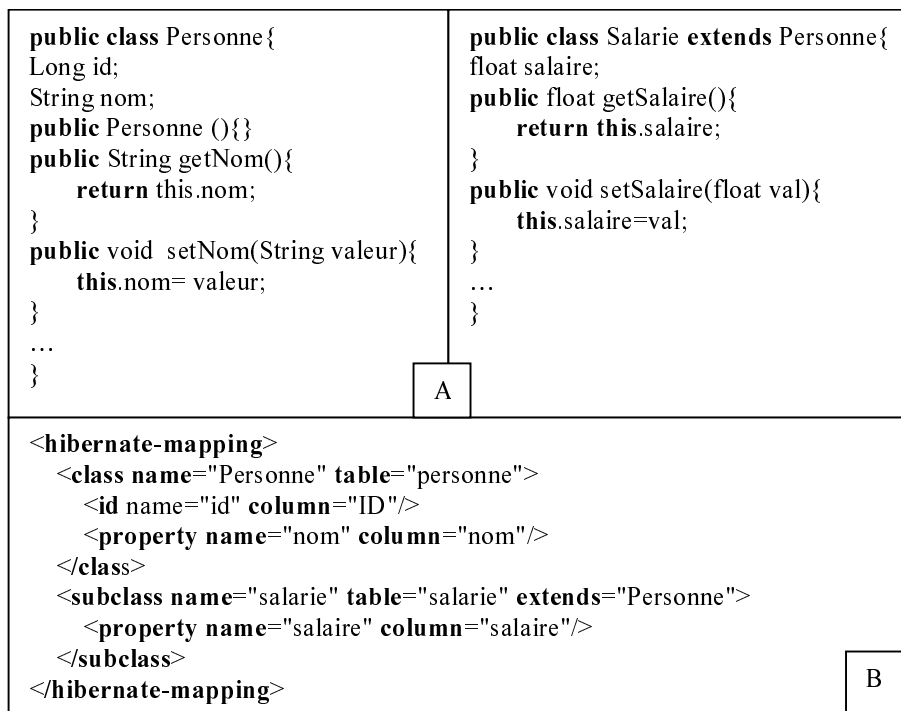 public class Personne{
Long id;
String nom;
public Personne (){}
public String getNom(){
return this.nom;
}
public void setNom(String valeur){
this.nom= valeur;
}
…
}
public class Salarie extends Personne{
float salaire;
public float getSalaire(){
return this.salaire;
}
public void setSalaire(float val){
this.salaire=val;
}
…
}
A
<hibernate-mapping>
<class name="Personne" table="personne">
<id name="id" column="ID"/>
<property name="nom" column="nom"/>
</class>
<subclass name="salarie" table="salarie" extends="Personne">
<property name="salaire" column="salaire"/>
</subclass>
</hibernate-mapping>
B